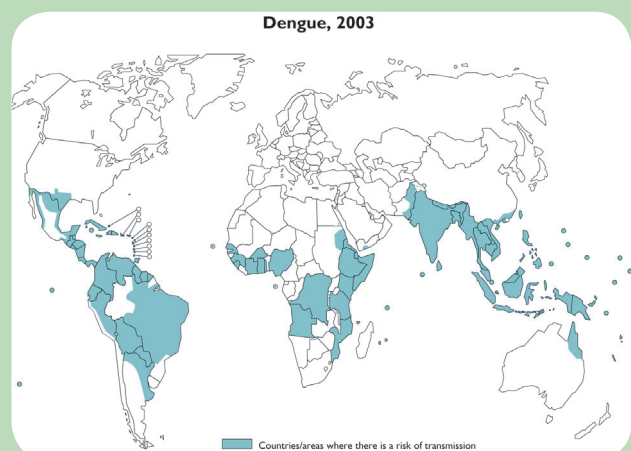 Dengue, 2003
Countries/areas where there is a risk of transmission